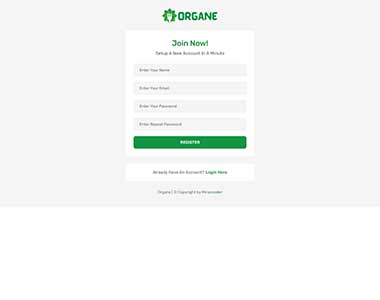 ORGANE
Join Now!
Setup A New Account In A Minute
Enter Your Name
Enter Your Email
Enter Your Password
Enter Repeat Password
REGISTER
Already Have An Account? Login Here
Organe | © Copyright by